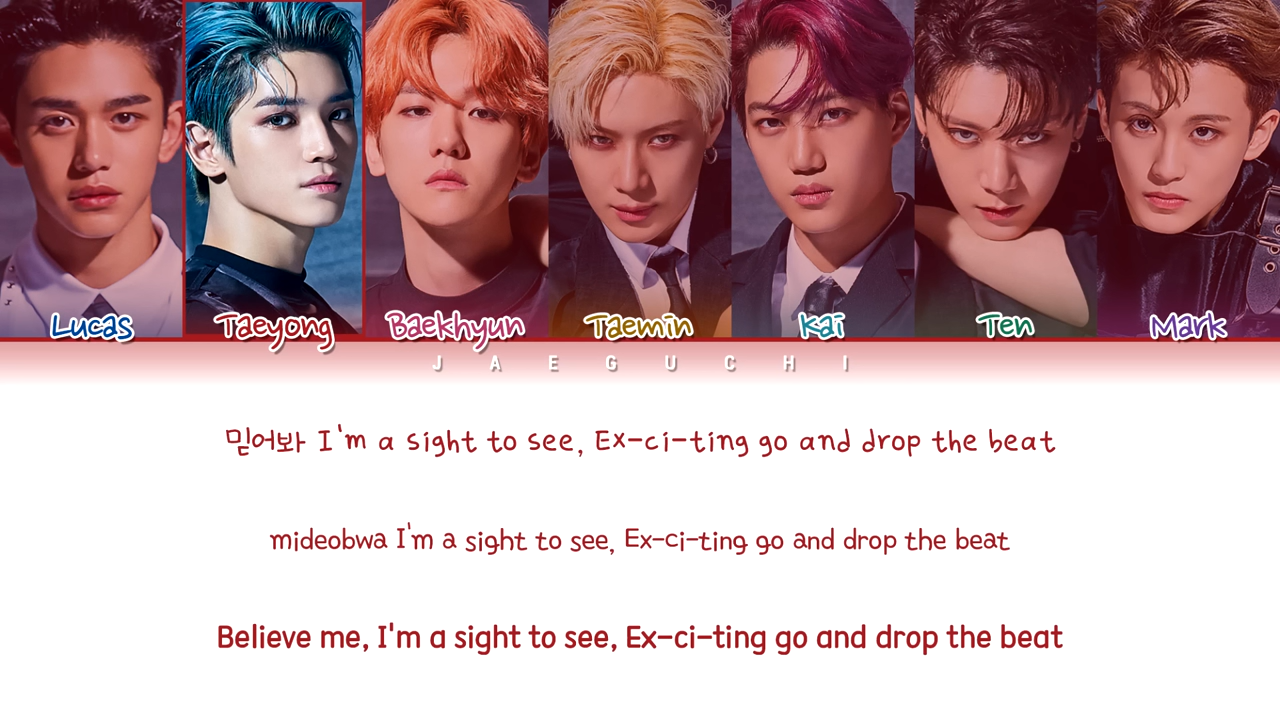 Lucas Taeyong Baekhyun Taemin Kai Ten Mark
JAEGUCHI
믿어봐 I'm a sight to see, Ex-ci-ting go and drop the beat
mideobwa I'm a sight to see, Ex-ci-ting go and drop the beat
Believe me, I'm a sight to see, Ex-ci-ting go and drop the beat